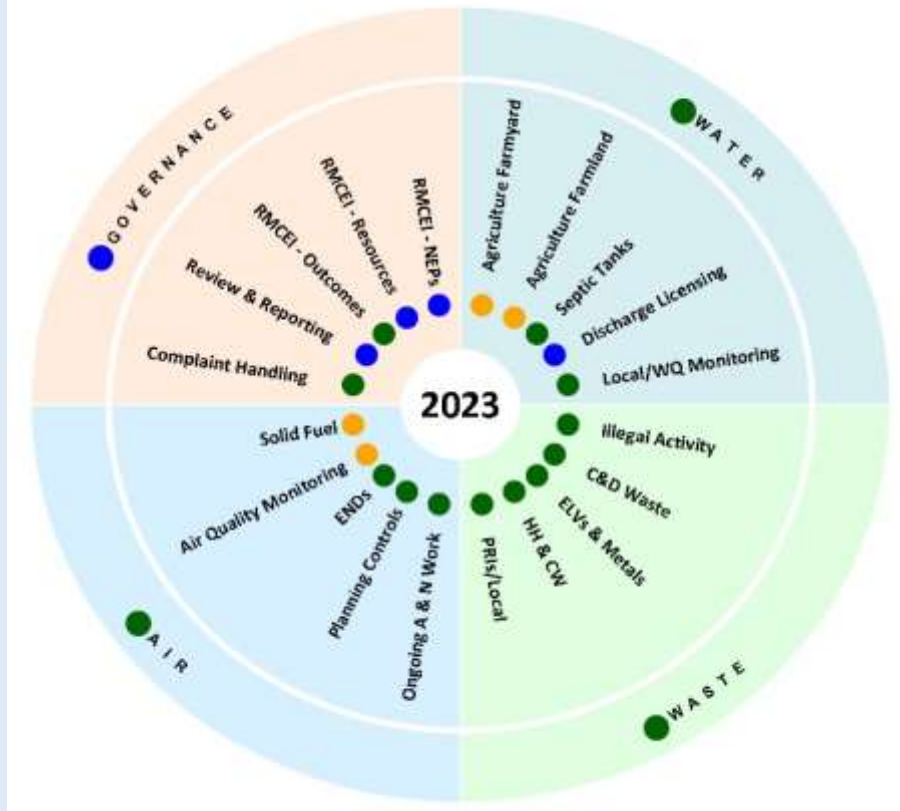 GOVERNANCE
RMCEI - NEPs
RMCEI - Resources
RMCEI - Outcomes
Review & Reporting
Complaint Handling
WATER
Agriculture Farmyard
Agriculture Farmland
Septic Tanks
Discharge Licensing
Local/WQ Monitoring
2023
Solid Fuel
Air Quality Monitoring
ENDs
Planning Controls
Ongoing A & N Work
AIR
Illegal Activity
C&D Waste
ELVs & Metals
HH & CW
PRIs/Local
WASTE